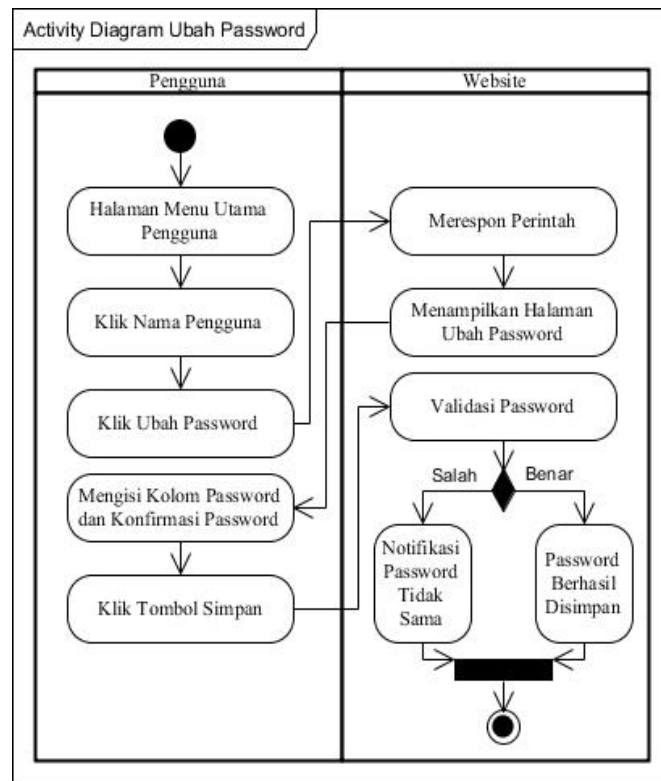 Activity Diagram Ubah Password
Pengguna
Website
Halaman Menu Utama
Pengguna
Klik Nama Pengguna
Klik Ubah Password
Merespon Perintah
Menampilkan Halaman
Ubah Password
Mengisi Kolom Password
dan Konfirmasi Password
Klik Tombol Simpan
Validasi Password
Salah
Benar
Notifikasi
Password
Tidak
Sama
Password
Berhasil
Disimpan